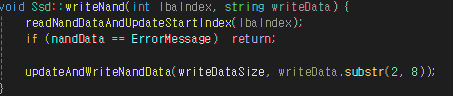 void Ssd::writeNand(int lbaIndex, string writeData) {
readNandDataAndUpdateStartIndex(lbaIndex);
if (nandData == ErrorMessage) return;
updateAndWriteNandData(writeDataSize, writeData.substr(2, 8));
}